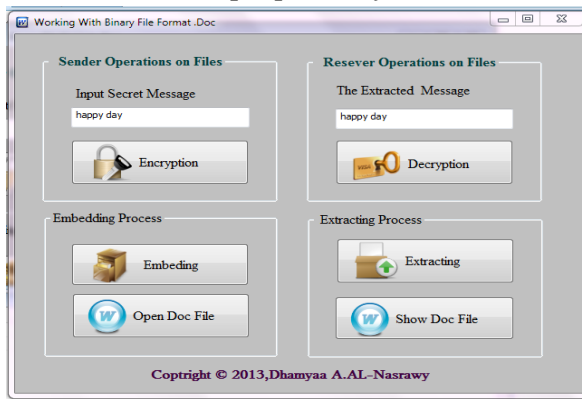 Working With Binary File Format .Doc
Sender Operations on Files
Input Secret Message
happy day
Encryption
Resever Operations on Files
The Extracted Message
happy day
VISA
Decryption
Embedding Process
Embeding
W
Open Doc File
Extracting Process
Extracting
W
Show Doc File
Coptright © 2013,Dhamyaa A.AL-Nasrawy